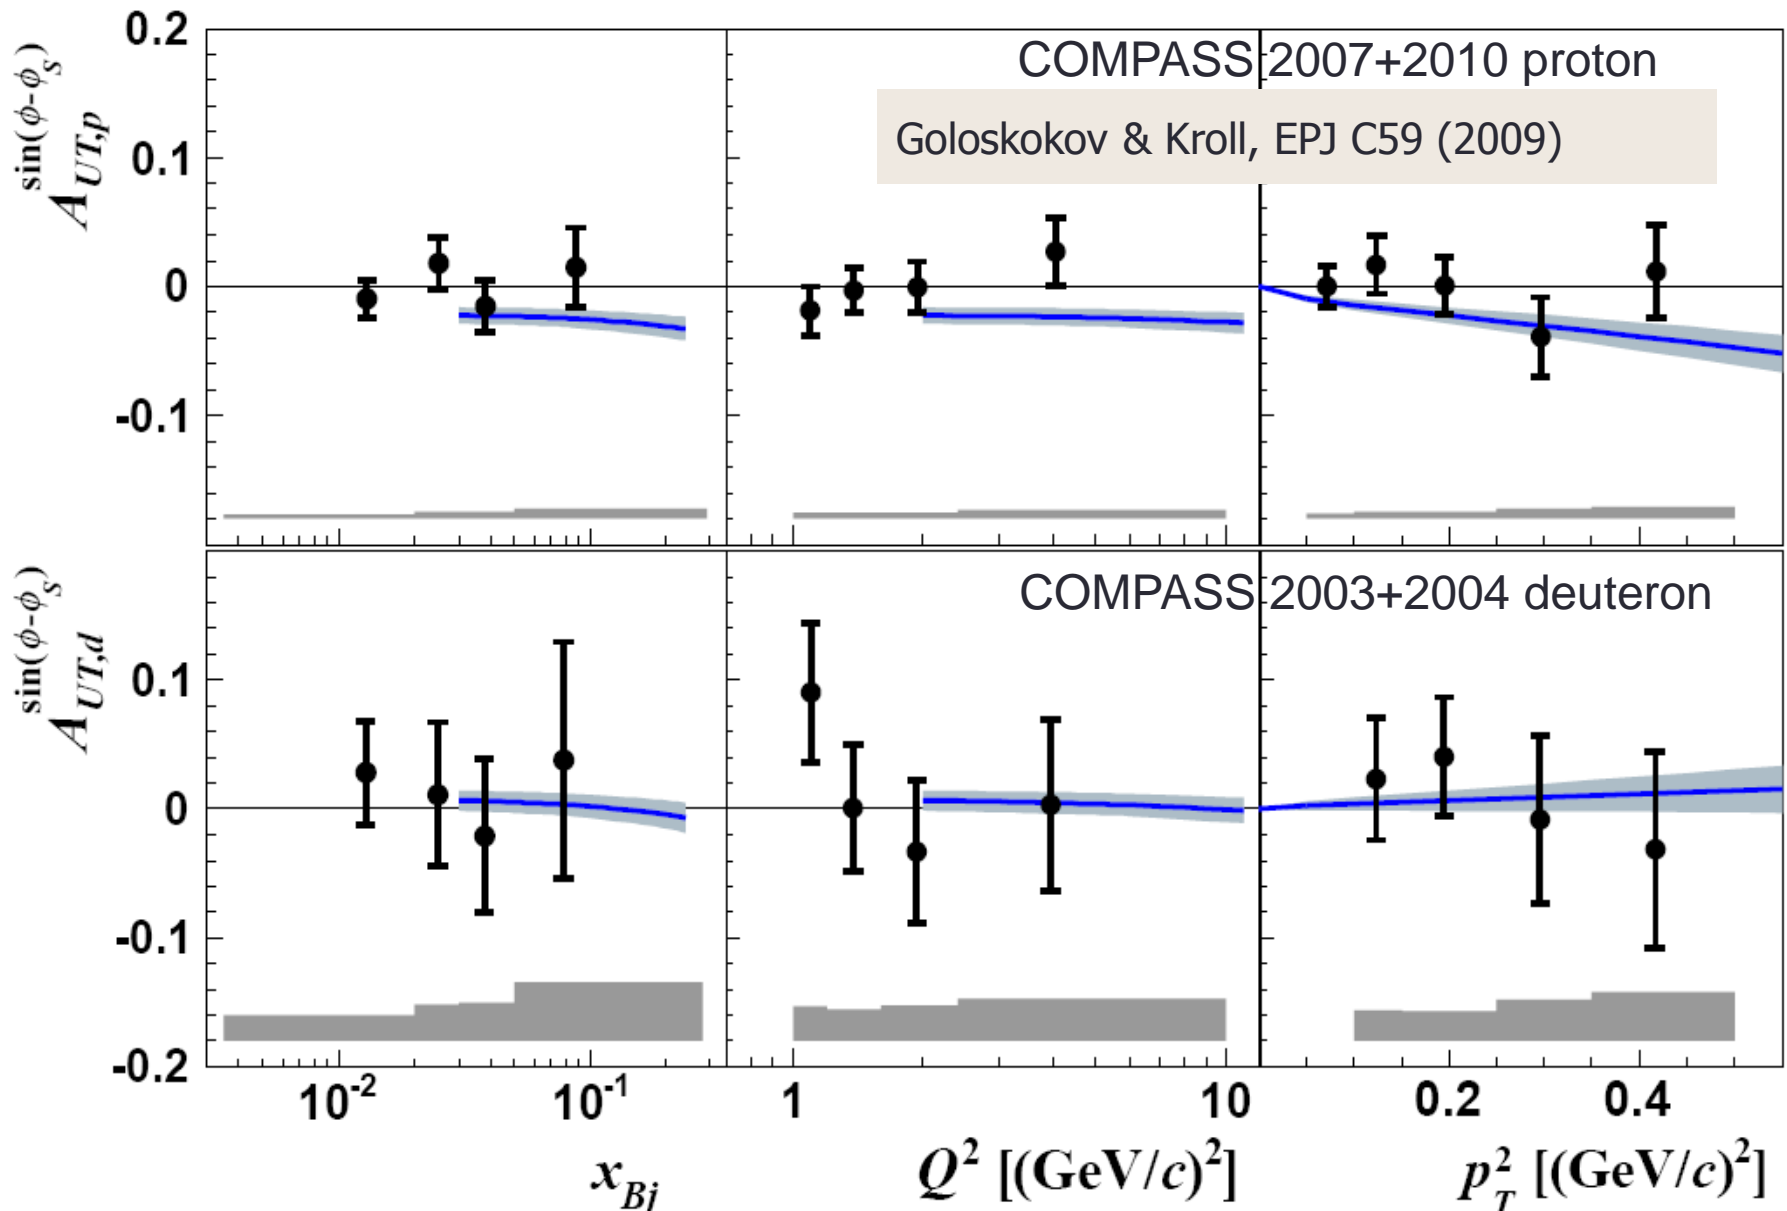 COMPASS 2007+2010 proton
Goloskokov & Kroll, EPJ C59 (2009)
A_{UT,p}^{sin(ϕ-ϕ_S)}
0.2
0.1
0
-0.1
COMPASS 2003+2004 deuteron
A_{UT,d}^{sin(ϕ-ϕ_S)}
0.1
0
-0.1
-0.2
10^{-2} 10^{-1} 1 10 0.2 0.4
x_{Bj} Q^2 [(GeV/c)^2] p_T^2 [(GeV/c)^2]